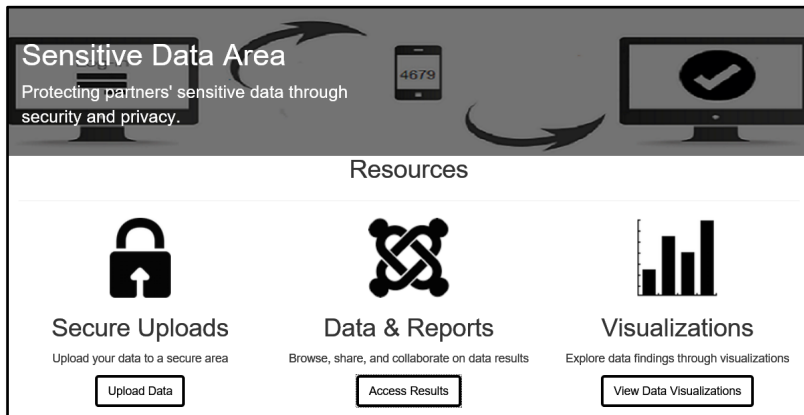 Sensitive Data Area
Protecting partners' sensitive data through
security and privacy.
4679
Resources
Secure Uploads
Upload your data to a secure area
Upload Data
Data & Reports
Browse, share, and collaborate on data results
Access Results
Visualizations
Explore data findings through visualizations
View Data Visualizations